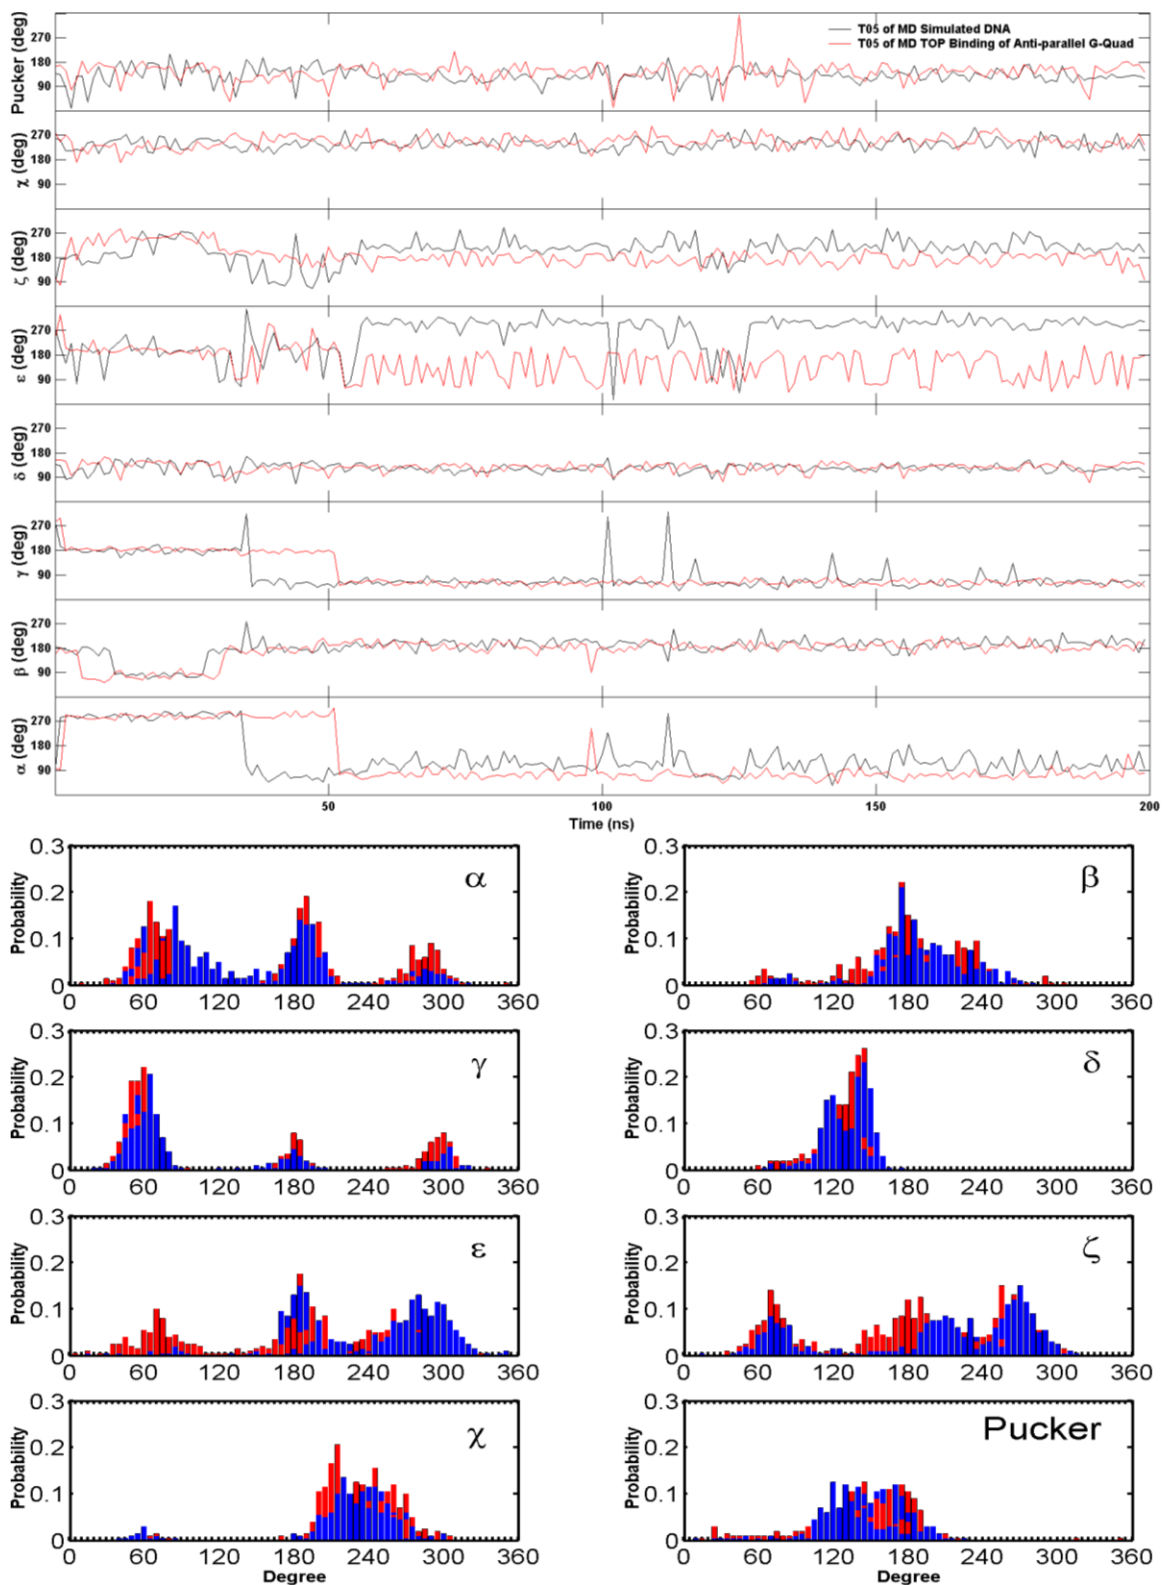 T05 of MD Simulated DNA
T05 of MD TOP Binding of Anti-parallel G-Quad
Pucker (deg)
270
180
90
χ (deg)
270
180
90
ζ (deg)
270
180
90
ε (deg)
270
180
90
δ (deg)
270
180
90
γ (deg)
270
180
90
β (deg)
270
180
90
α (deg)
270
180
90
50 100 150 200
Time (ns)
Probability
0.3
0.2
0.1
0
α
0 60 120 180 240 300 360
Probability
0.3
0.2
0.1
0
β
0 60 120 180 240 300 360
Probability
0.3
0.2
0.1
0
γ
0 60 120 180 240 300 360
Probability
0.3
0.2
0.1
0
δ
0 60 120 180 240 300 360
Probability
0.3
0.2
0.1
0
ε
0 60 120 180 240 300 360
Probability
0.3
0.2
0.1
0
ζ
0 60 120 180 240 300 360
Probability
0.3
0.2
0.1
0
χ
0 60 120 180 240 300 360
Degree
Probability
0.3
0.2
0.1
0
Pucker
0 60 120 180 240 300 360
Degree